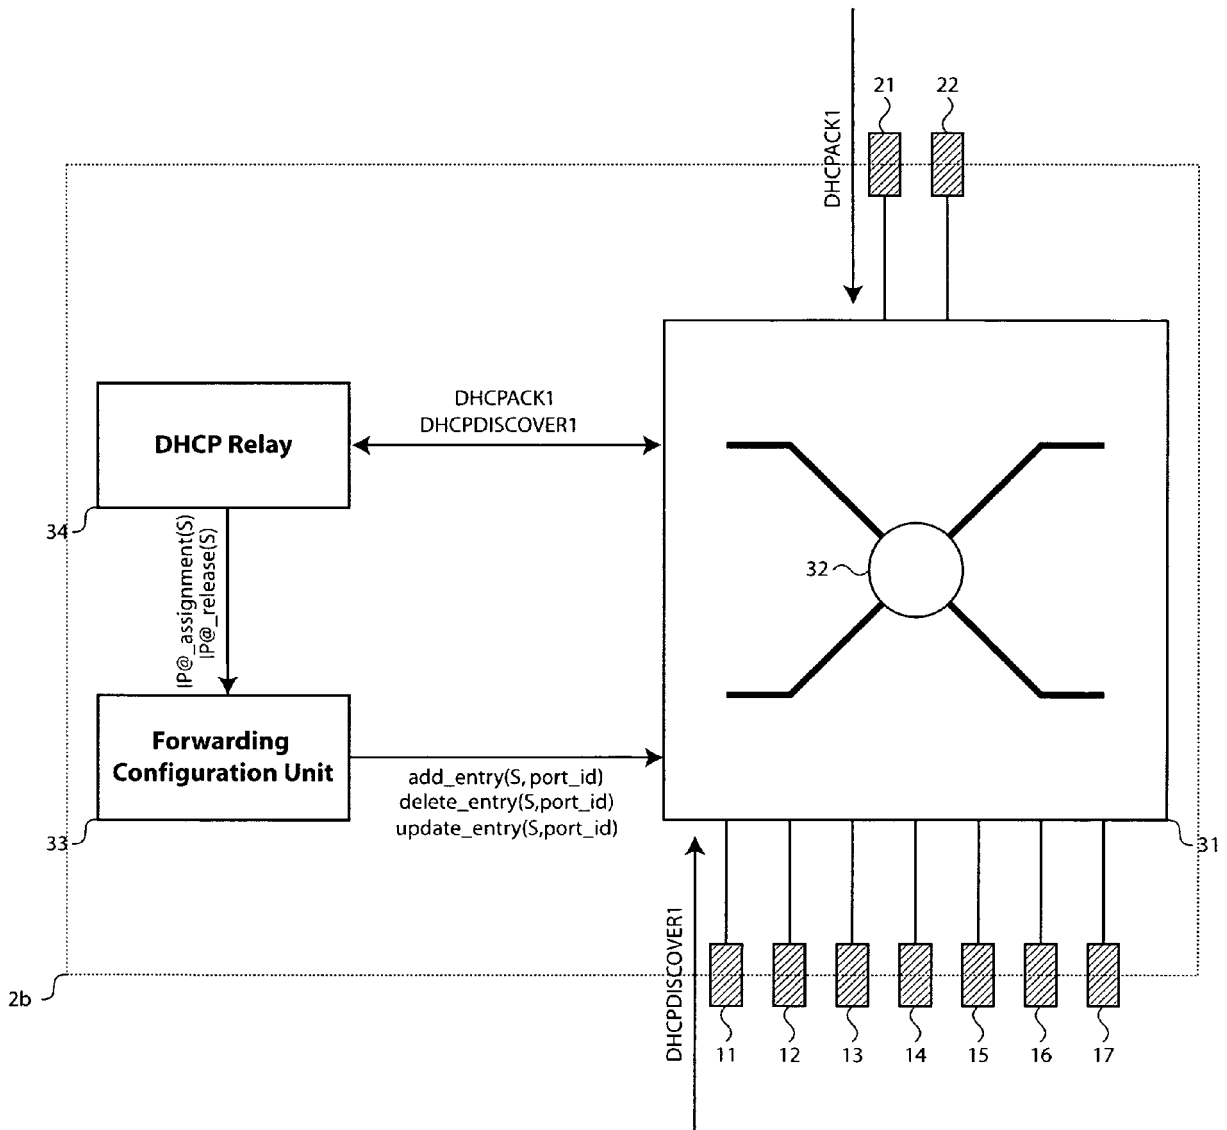 21
22
DHCPACK1
DHCP Relay
34
DHCPACK1
DHCPDISCOVER1
32
IP@_assignment(S)
IP@_release(S)
Forwarding
Configuration Unit
33
add_entry(S, port_id)
delete_entry(S,port_id)
update_entry(S,port_id)
31
DHCPDISCOVER1
2b
11
12
13
14
15
16
17